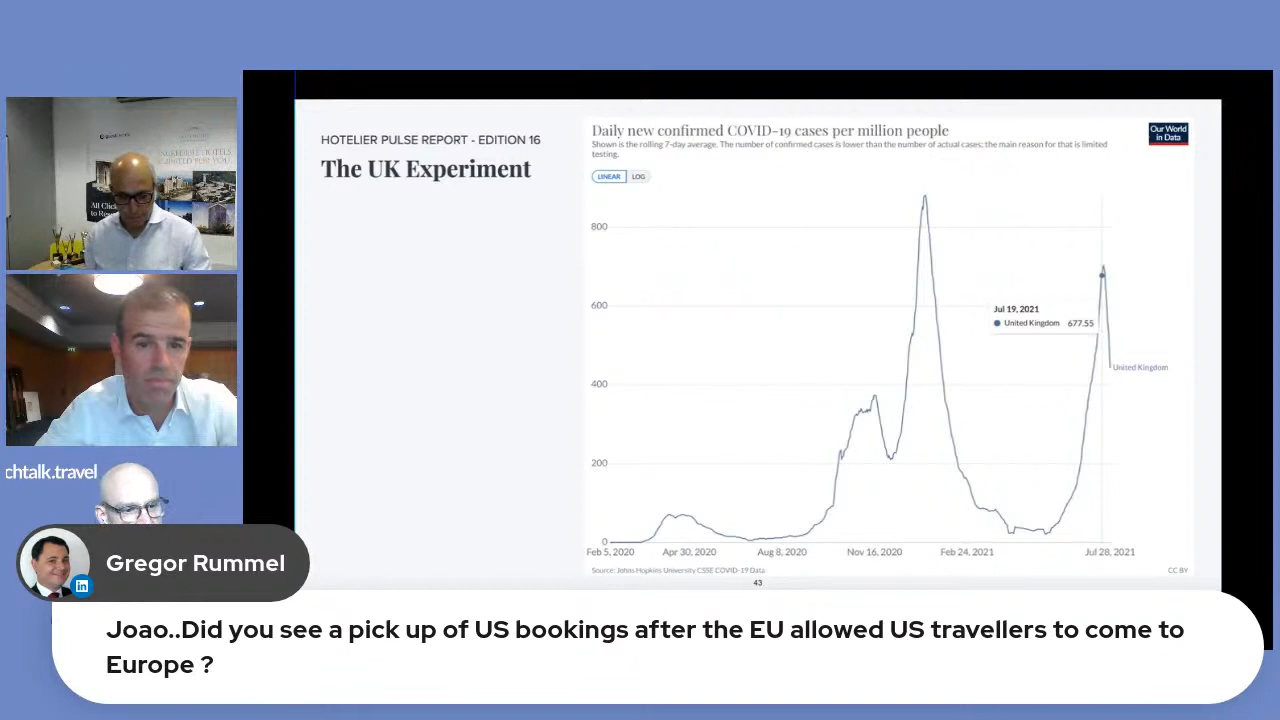 All Click
to Reve
chtalk.travel
HOTELIER PULSE REPORT - EDITION 16
The UK Experiment
Daily new confirmed COVID-19 cases per million people
Shown is the rolling 7-day average. The number of confirmed cases is lower than the number of actual cases; the main reason for that is limited
testing.
Our World
in Data
LINEAR LOG
800
600
400
200
0
Jul 19, 2021
United Kingdom 677.55
United Kingdom
Feb 5, 2020 Apr 30, 2020 Aug 8, 2020 Nov 16, 2020 Feb 24, 2021 Jul 28, 2021
Source: Johns Hopkins University CSSE COVID-19 Data CC BY
43
Gregor Rummel
in
Joao..Did you see a pick up of US bookings after the EU allowed US travellers to come to
Europe ?